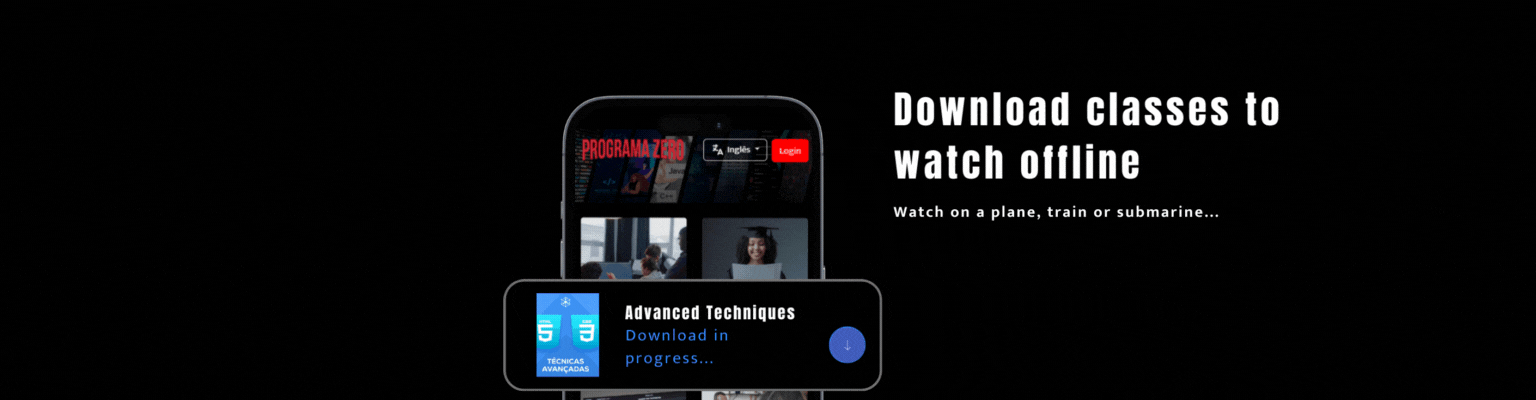 Download classes to
watch offline
Watch on a plane, train or submarine...
PROGRAMA ZERO
Inglês
Login
Java
C++
Advanced Techniques
Download in
progress...
5
3
TÉCNICAS
AVANÇADAS